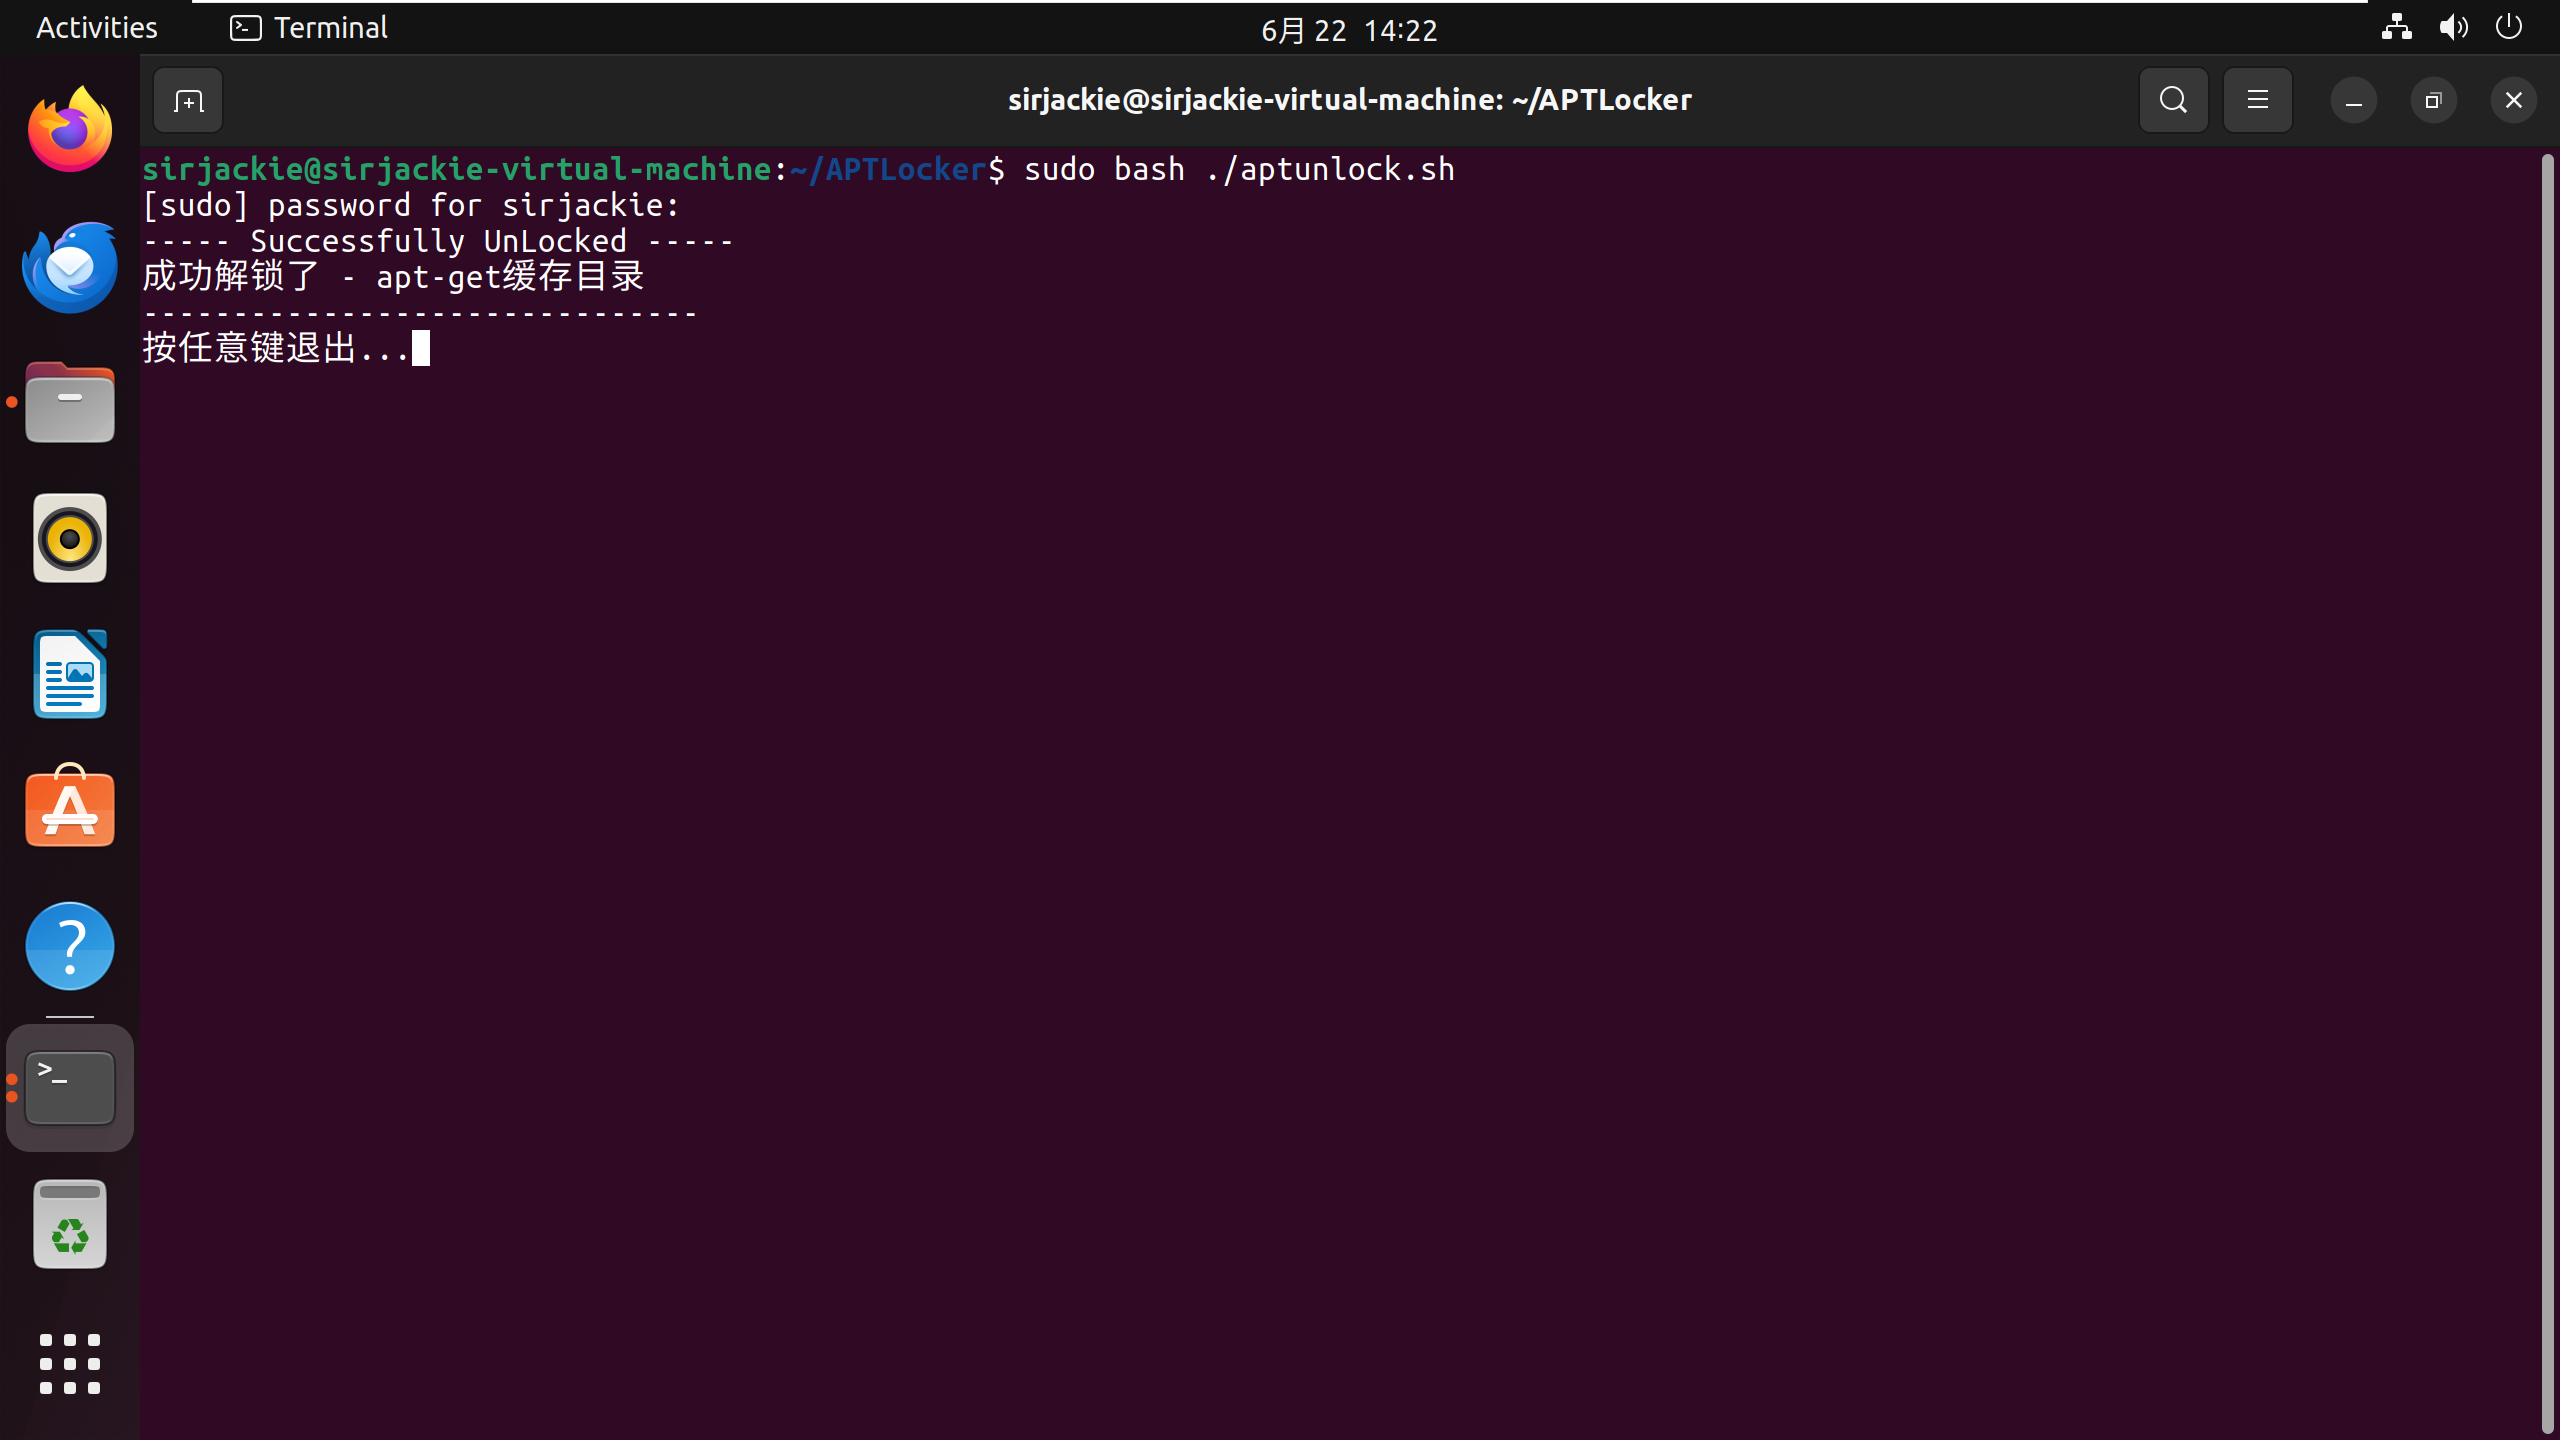 Activities
Terminal
6月 22 14:22
sirjackie@sirjackie-virtual-machine: ~/APTLocker
sirjackie@sirjackie-virtual-machine:~/APTLocker$ sudo bash ./aptunlock.sh
[sudo] password for sirjackie:
----- Successfully UnLocked -----
成功解锁了 - apt-get缓存目录
-------------------------------
按任意键退出...